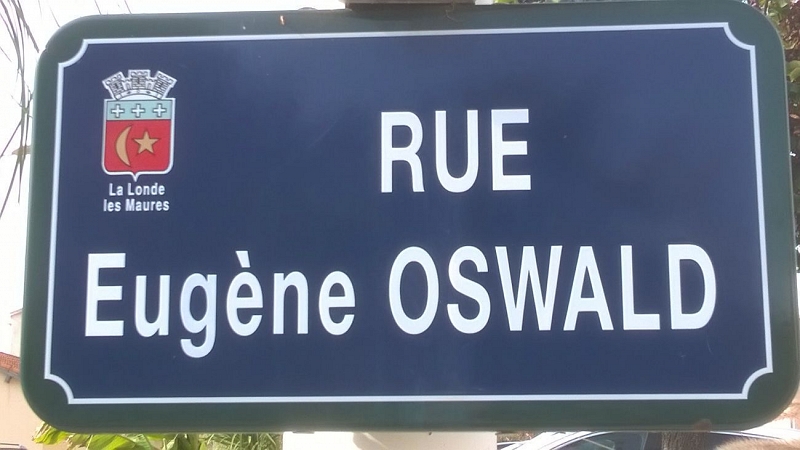 La Londe
les Maures
RUE
Eugène OSWALD